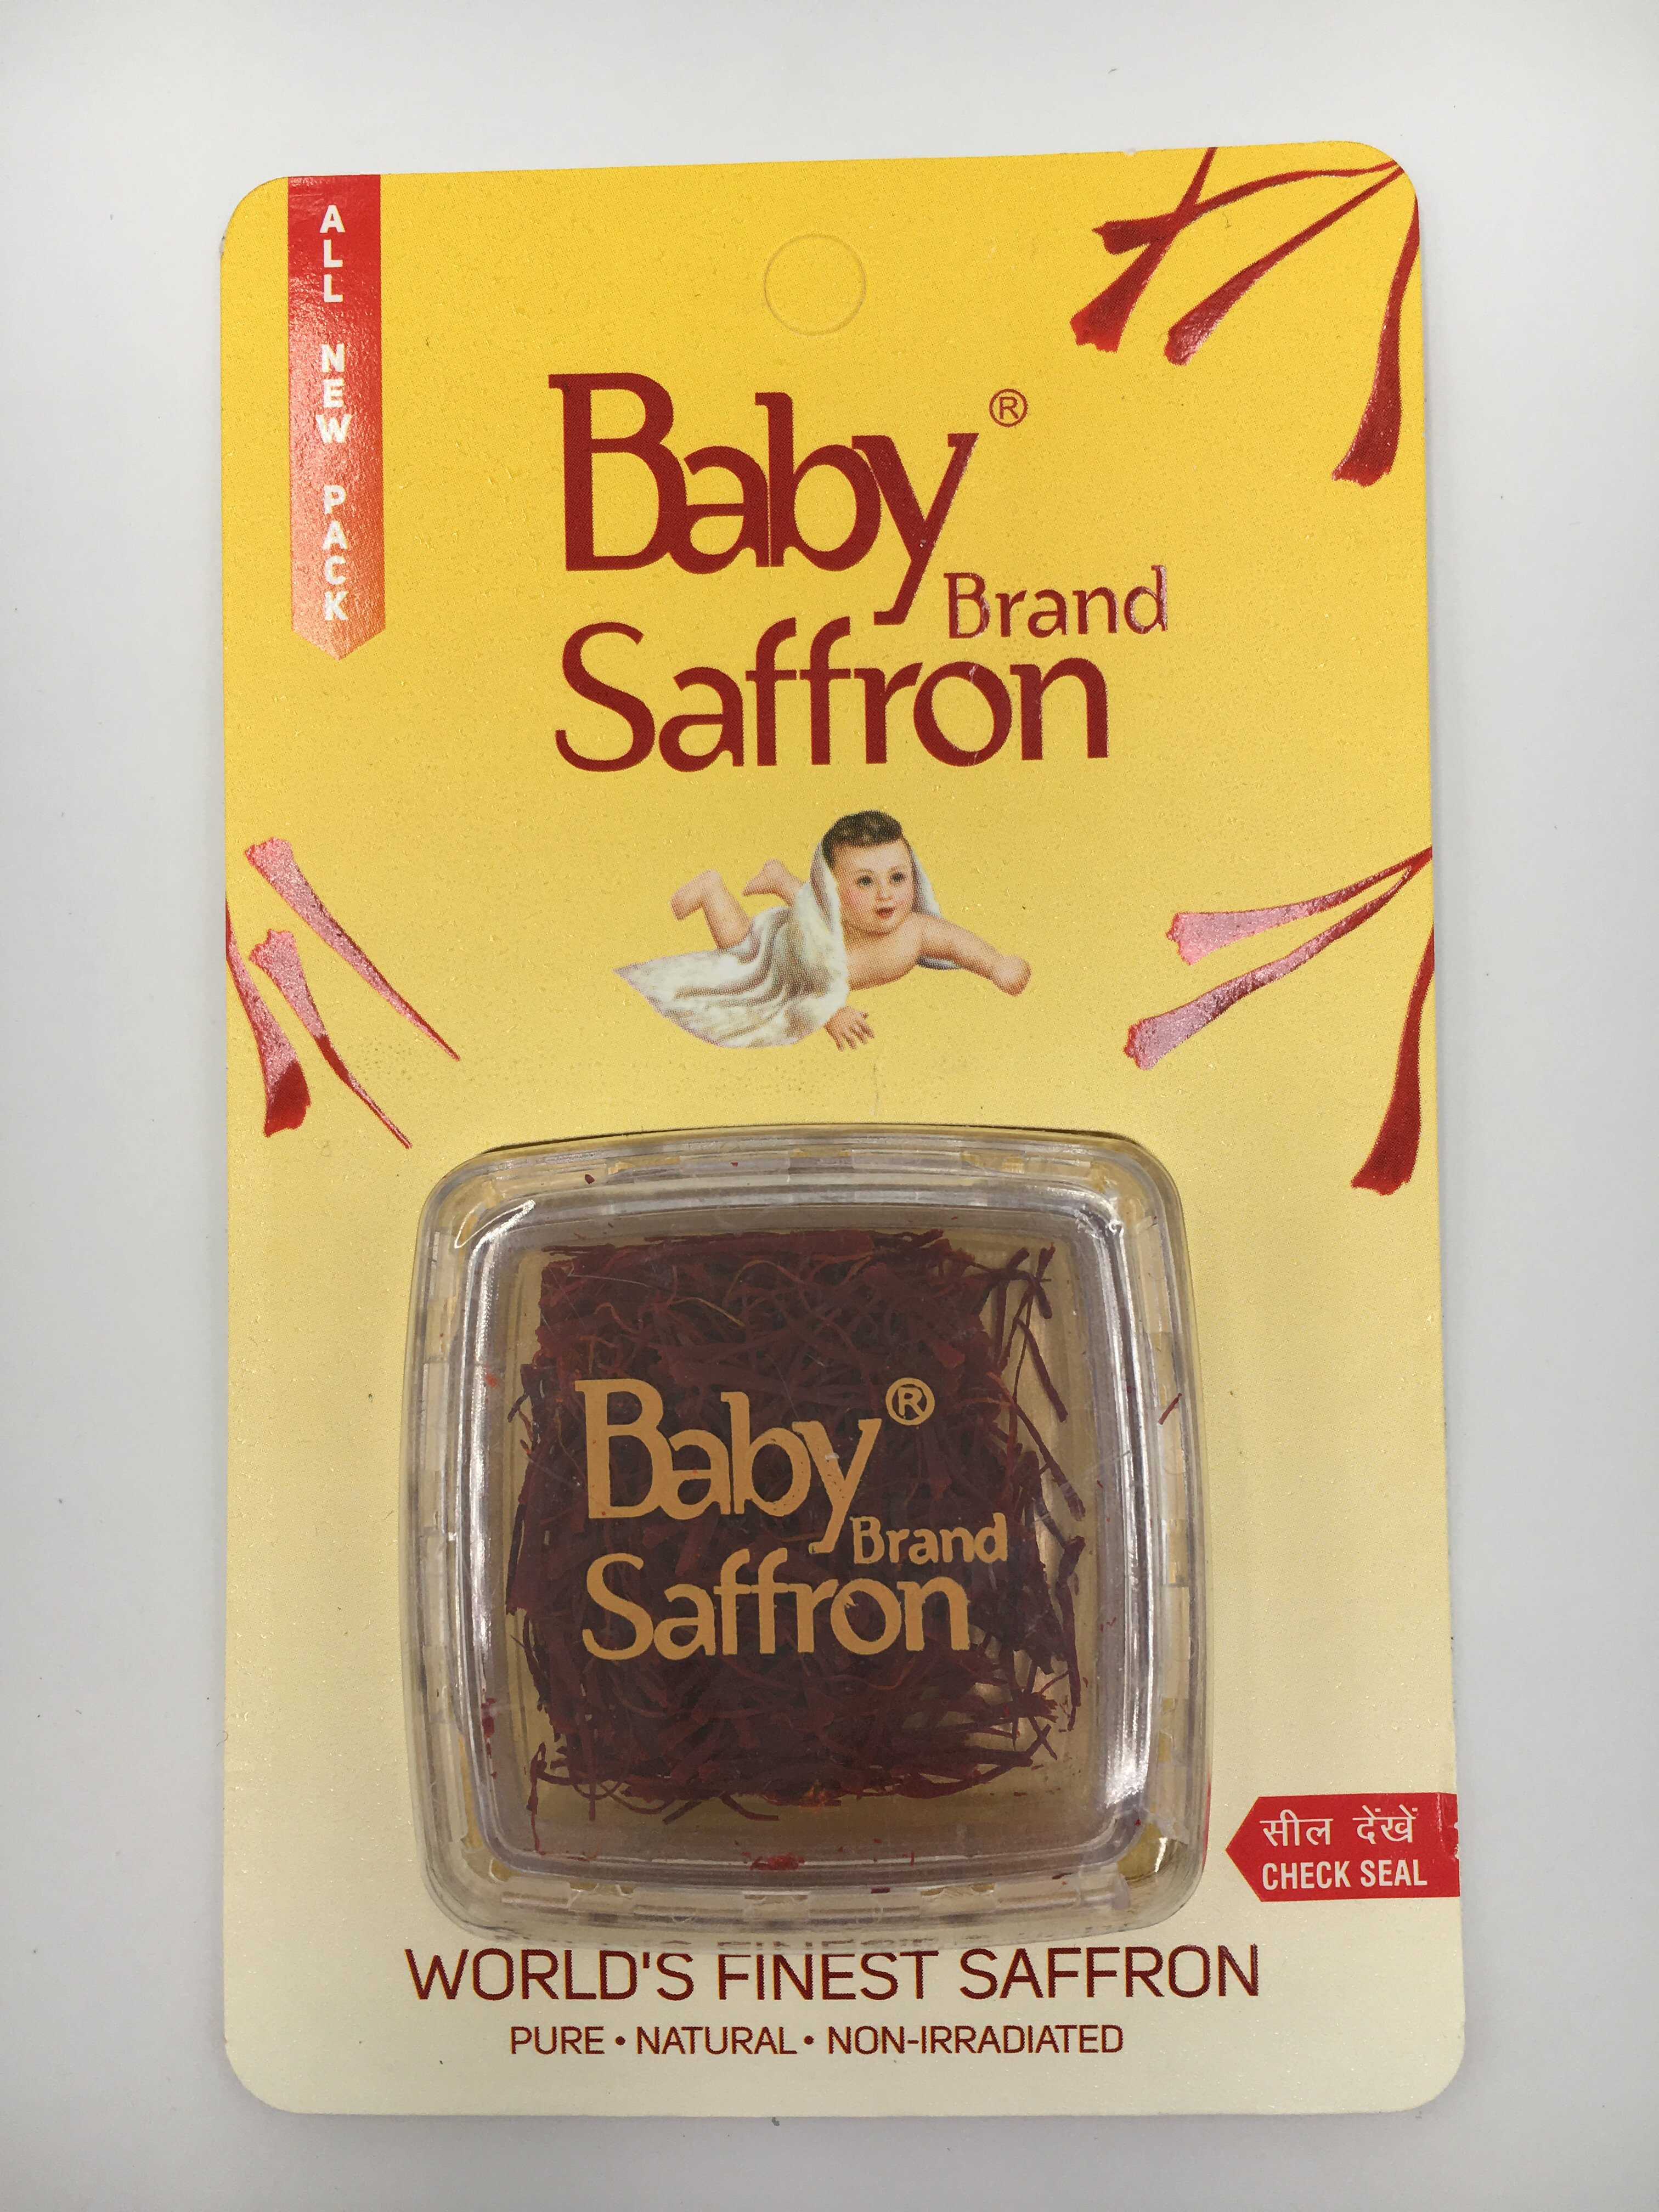 ALL NEW PACK
Baby®
Brand
Saffron
Baby®
Brand
Saffron
सील देंखें
CHECK SEAL
WORLD'S FINEST SAFFRON
PURE • NATURAL • NON-IRRADIATED